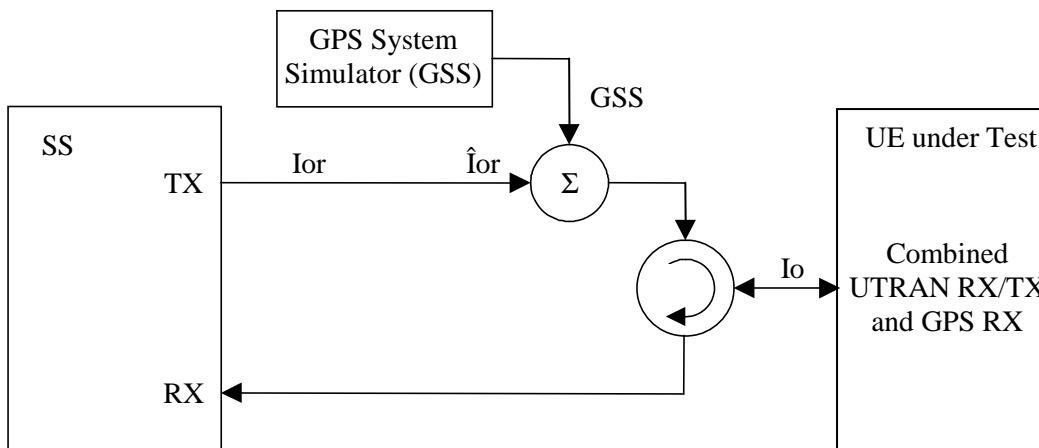 GPS System
Simulator (GSS)
GSS
SS
UE under Test
TX
Ior
Îor
Σ
Combined
UTRAN RX/TX
and GPS RX
Io
RX